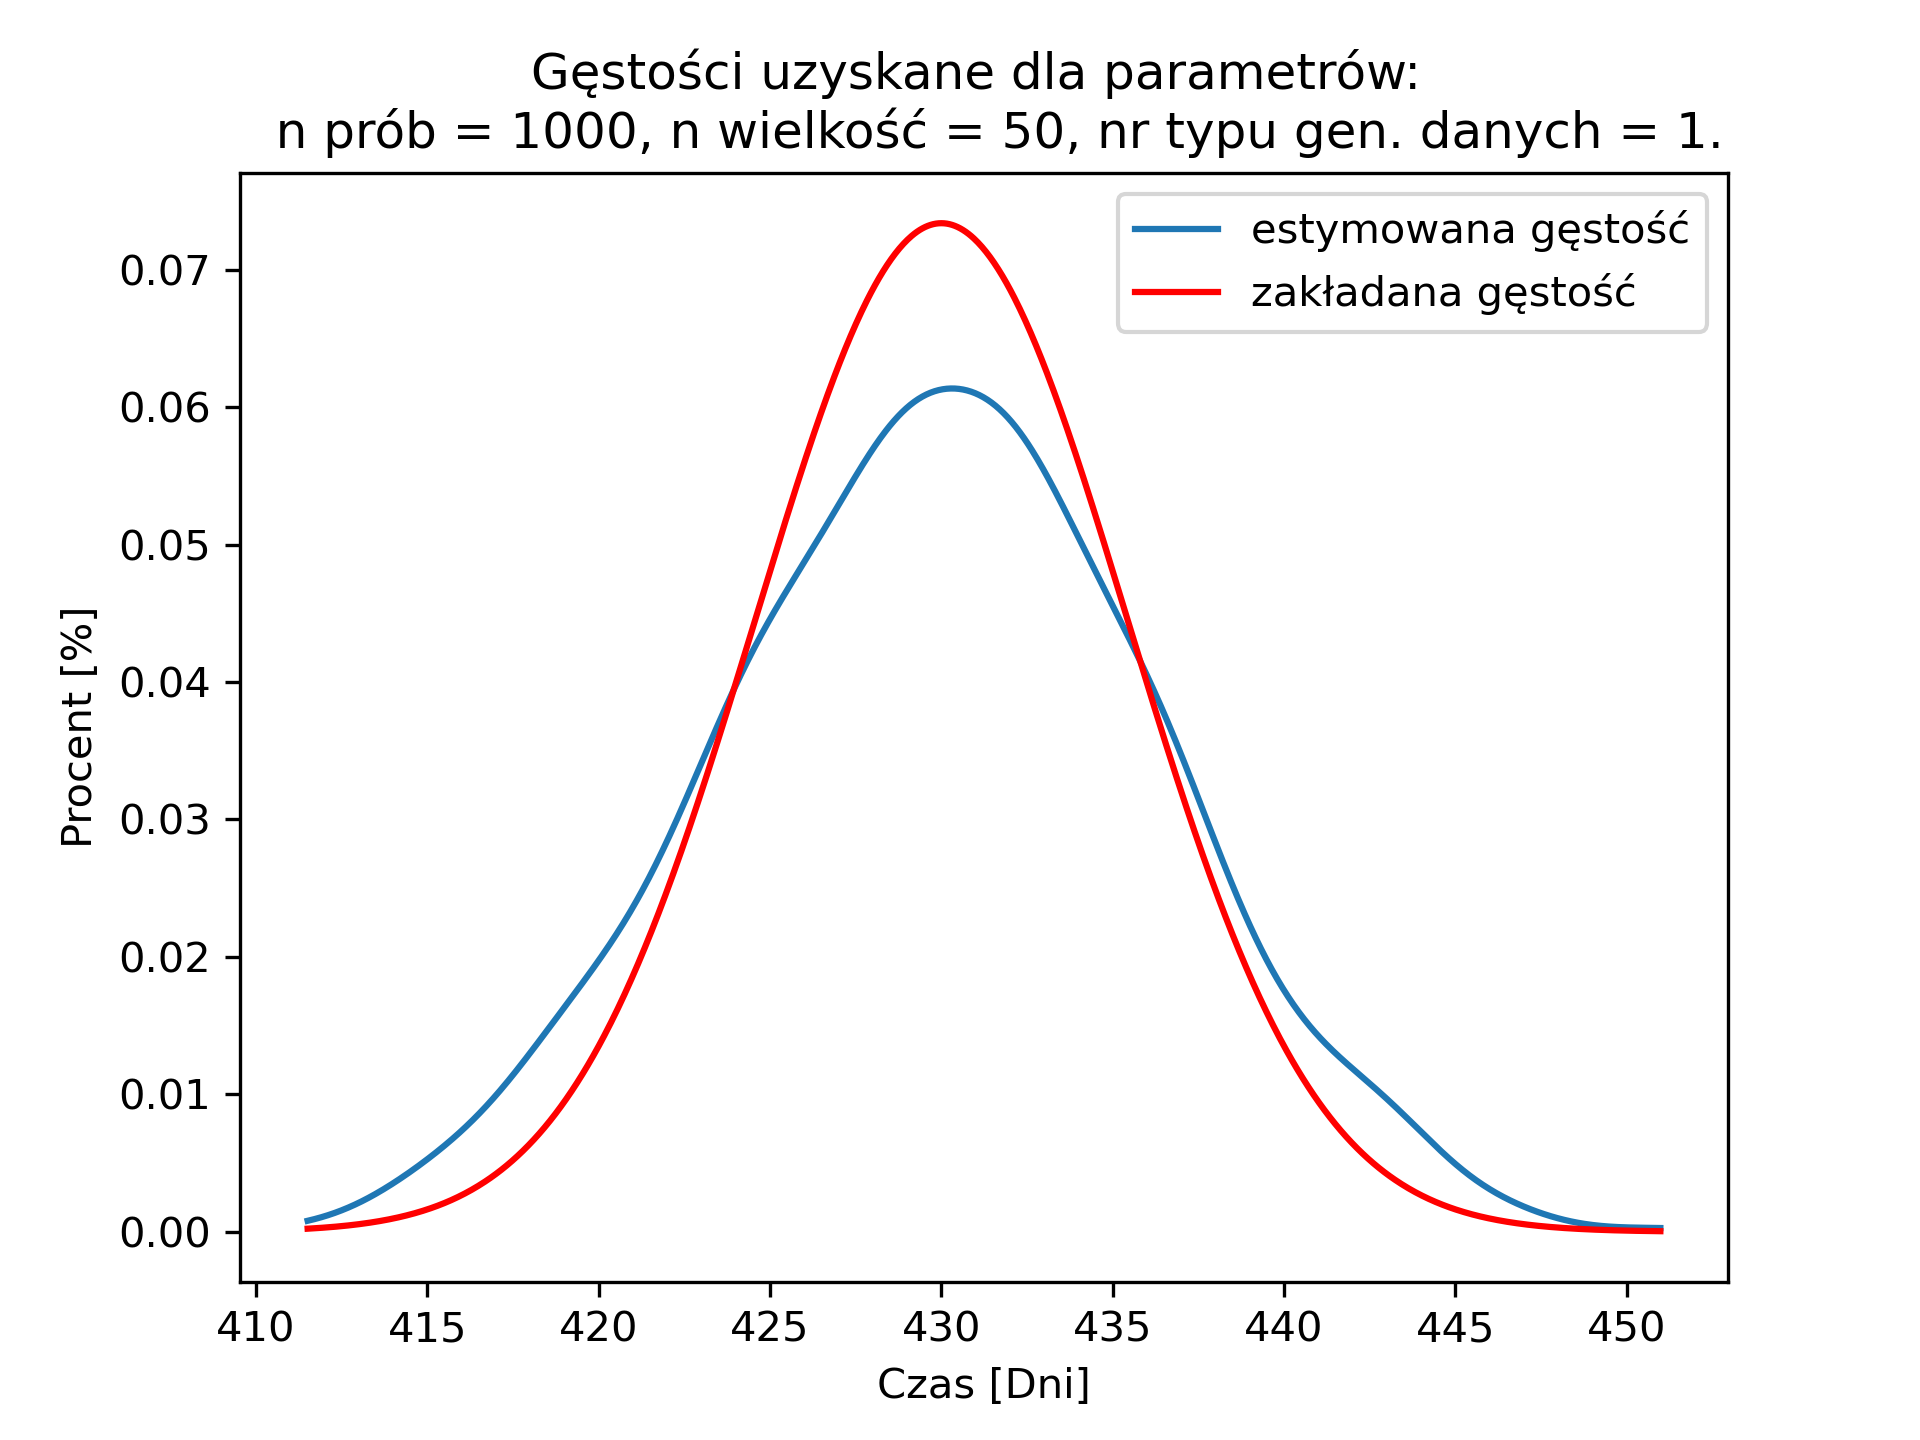 Gęstości uzyskane dla parametrów:
n prób = 1000, n wielkość = 50, nr typu gen. danych = 1.
estymowana gęstość
zakładana gęstość
0.07
0.06
0.05
0.04
0.03
0.02
0.01
0.00
Procent [%]
410 415 420 425 430 435 440 445 450
Czas [Dni]